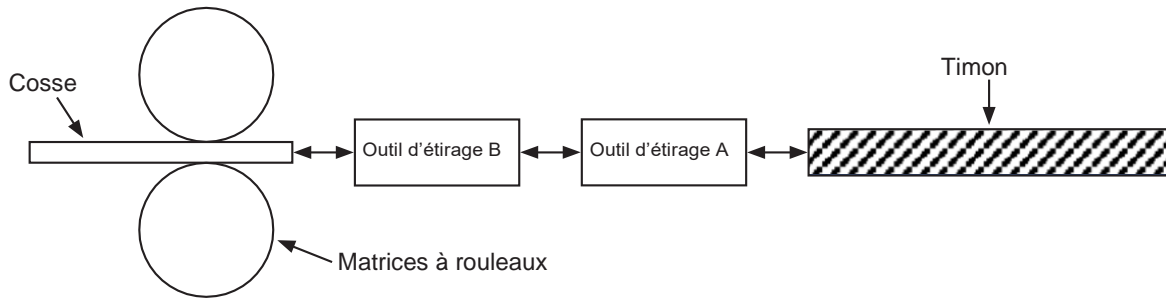 Cosse
Timon
Outil d’étirage B
Outil d’étirage A
Matrices à rouleaux